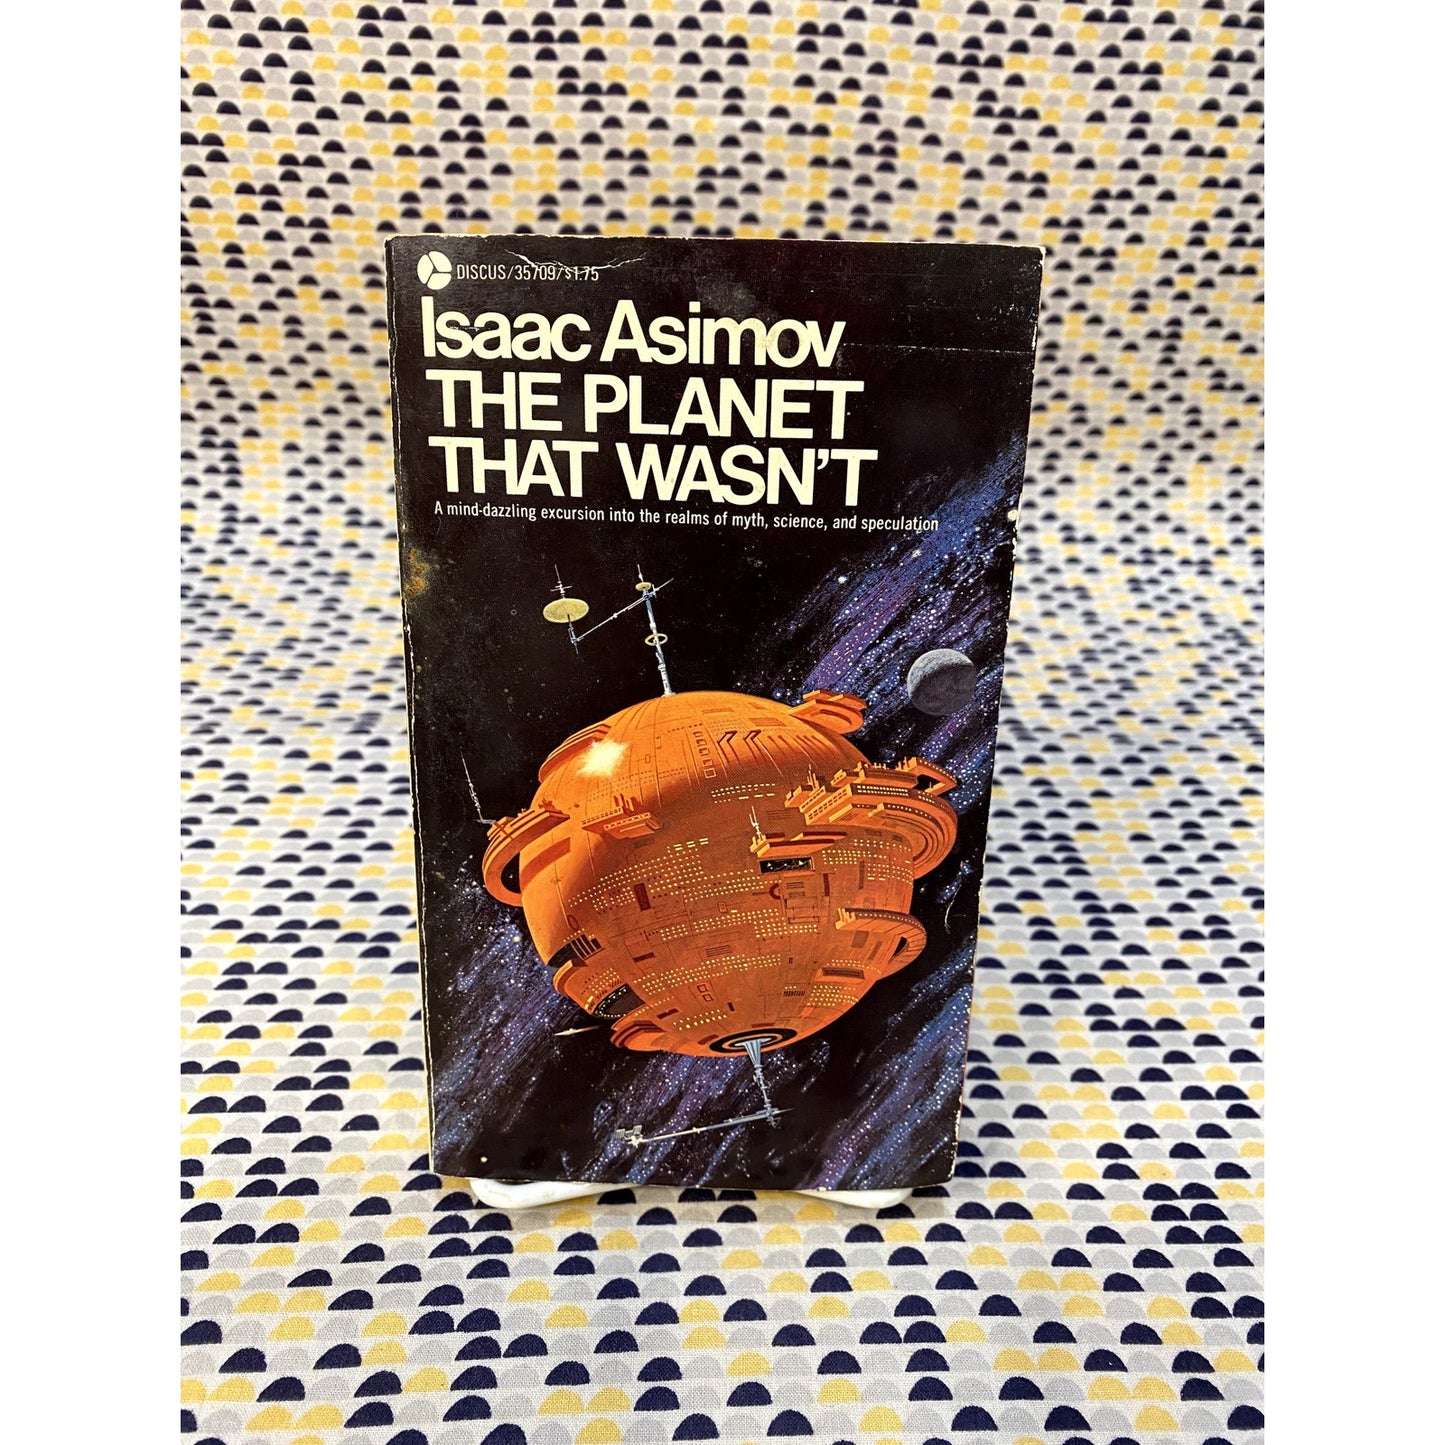 DISCUS/35709/$1.75
Isaac Asimov
THE PLANET
THAT WASN'T
A mind-dazzling excursion into the realms of myth, science, and speculation